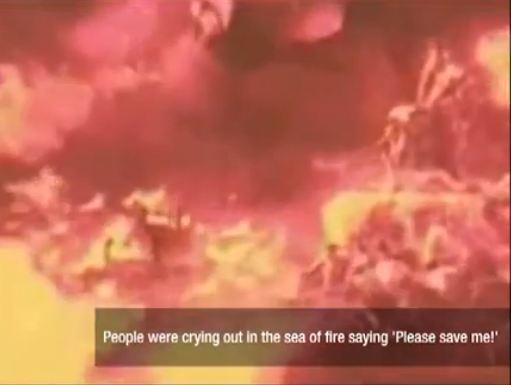 People were crying out in the sea of fire saying 'Please save me!'